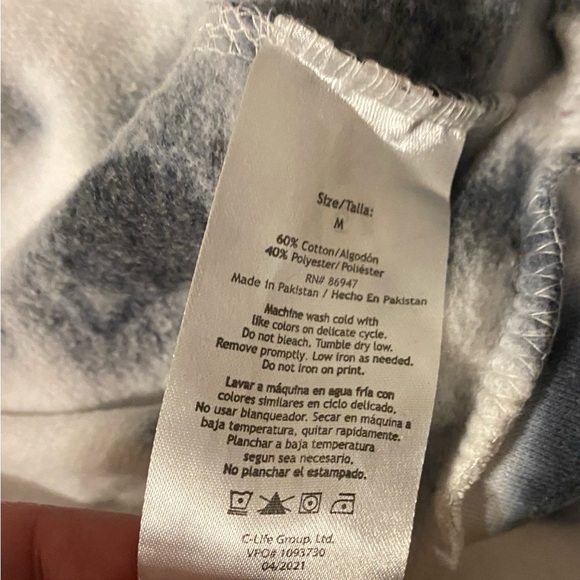 Size/Talla:
M
60% Cotton/Algodón
40% Polyester/Poliéster
RN# 86947
Made in Pakistan / Hecho En Pakistan
Machine wash cold with
like colors on delicate cycle.
Do not bleach. Tumble dry low.
Remove promptly. Low iron as needed.
Do not iron on print.
Lavar a máquina en agua fría con
colores similares en ciclo delicado.
No usar blanqueador. Secar en máquina a
baja temperatura, quitar rapidamente.
Planchar a baja temperatura
segun sea necesario.
No planchar el estampado.
C-Life Group, Ltd.
VPO# 1093730
04/2021